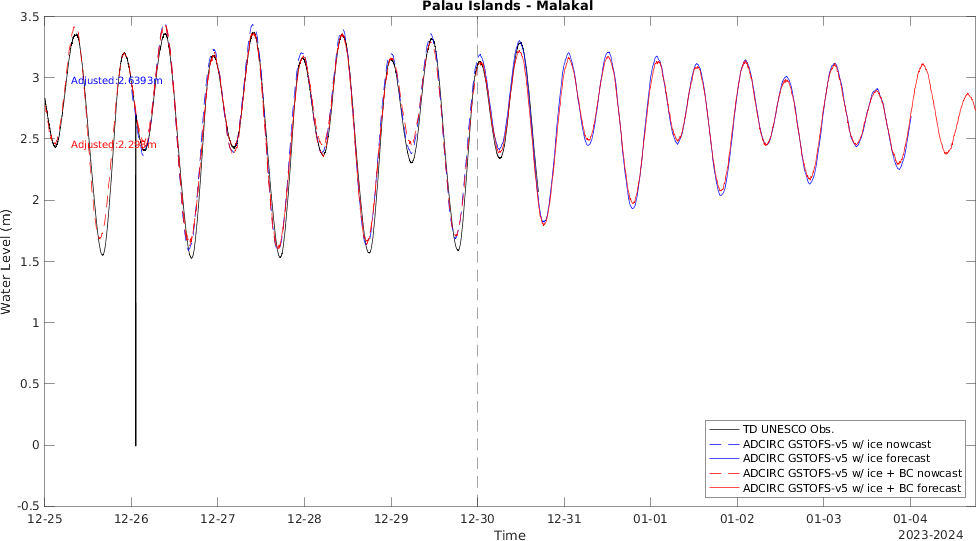 Palau Islands - Malakal
3.5
3
2.5
2
1.5
1
0.5
0
-0.5
Water Level (m)
Adjusted:2.6393m
Adjusted:2.298m
TD UNESCO Obs.
ADCIRC GSTOFS-v5 w/ ice nowcast
ADCIRC GSTOFS-v5 w/ ice forecast
ADCIRC GSTOFS-v5 w/ ice + BC nowcast
ADCIRC GSTOFS-v5 w/ ice + BC forecast
12-25 12-26 12-27 12-28 12-29 12-30 12-31 01-01 01-02 01-03 01-04
Time
2023-2024